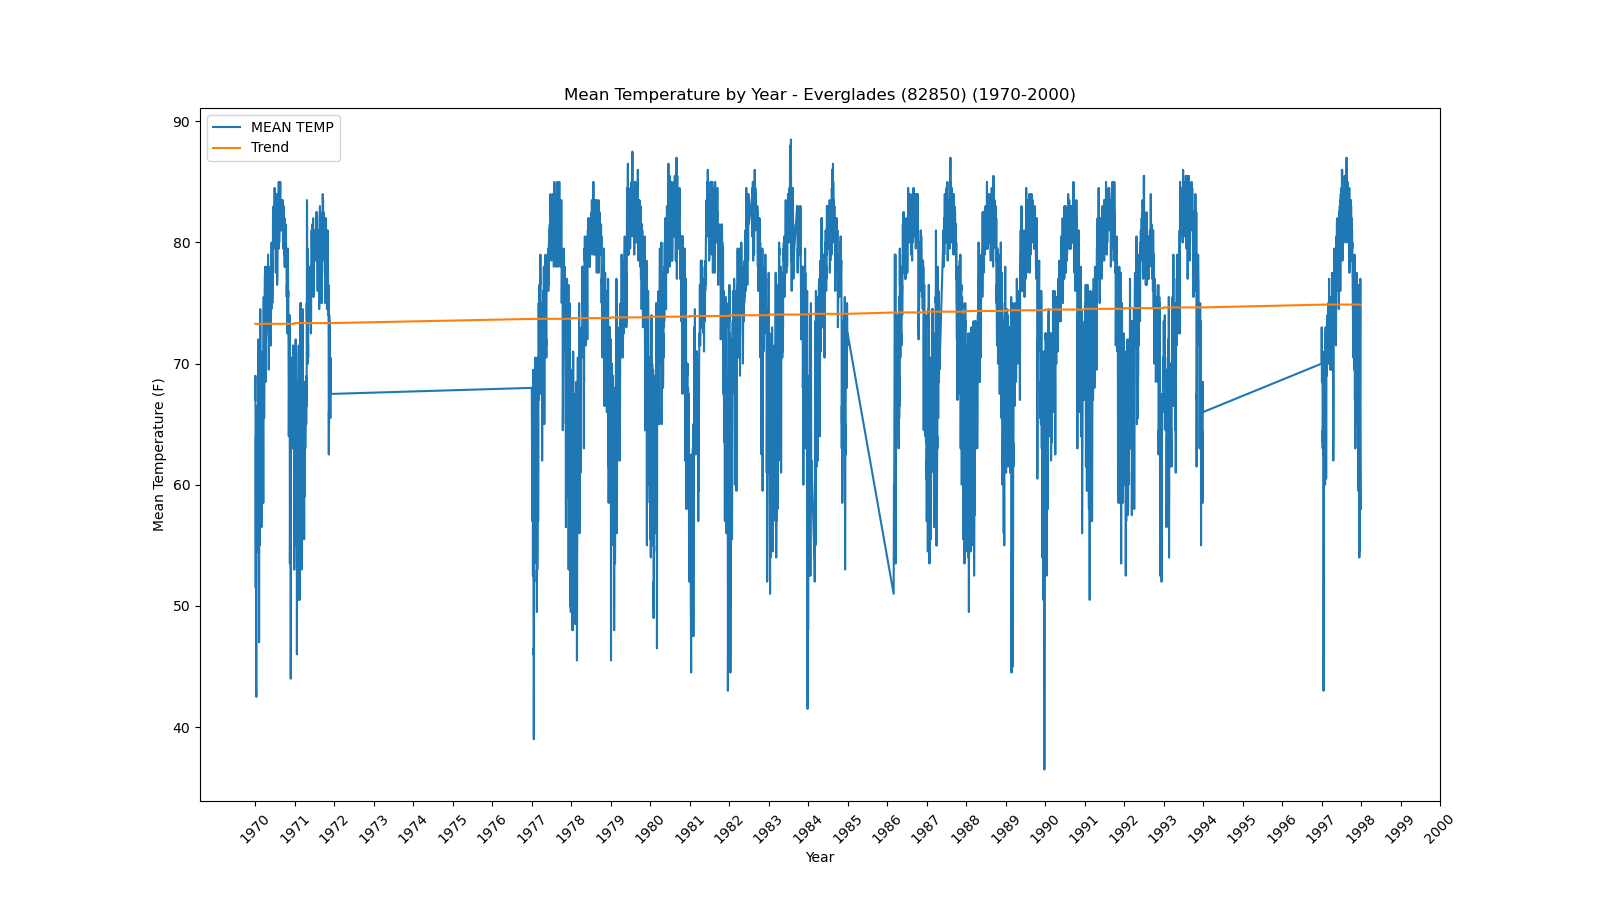 Mean Temperature by Year - Everglades (82850) (1970-2000)
MEAN TEMP
Trend
Mean Temperature (F)
90
80
70
60
50
40
1970 1971 1972 1973 1974 1975 1976 1977 1978 1979 1980 1981 1982 1983 1984 1985 1986 1987 1988 1989 1990 1991 1992 1993 1994 1995 1996 1997 1998 1999 2000
Year